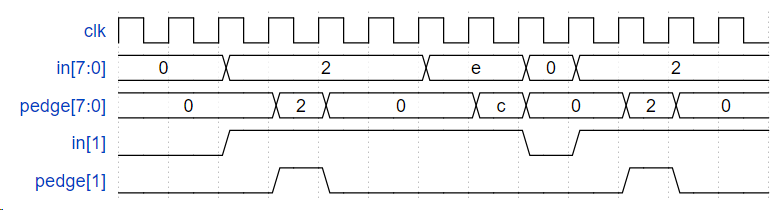 clk
in[7:0] 0 2 e 0 2
pedge[7:0] 0 2 0 c 0 2 0
in[1]
pedge[1]